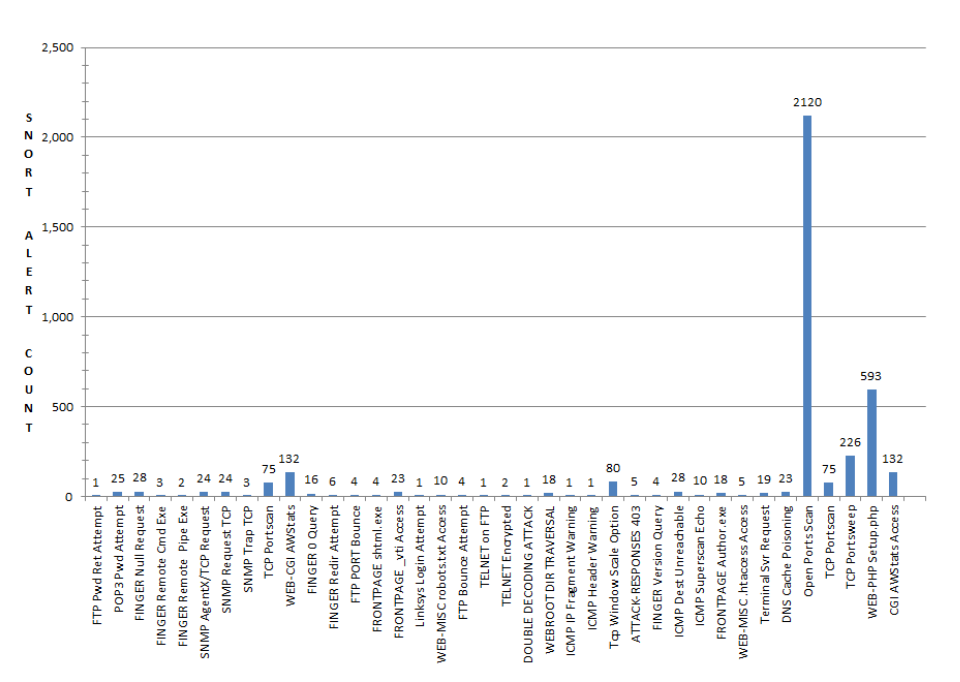 SNORT ALERT COUNT
2,500
2,000
1,500
1,000
500
0
1
25
28
3
2
24
24
3
75
132
16
6
4
4
23
1
10
4
1
2
1
18
1
1
80
5
4
28
10
18
5
19
23
2120
75
226
593
132
FTP Pwd Ret Attempt
POP3 Pwd Attempt
FINGER Null Request
FINGER Remote Cmd Exe
FINGER Remote Pipe Exe
SNMP AgentX/TCP Request
SNMP Request TCP
SNMP Trap TCP
TCP Portscan
WEB-CGI AWStats
FINGER 0 Query
FINGER Redir Attempt
FTP PORT Bounce
FRONTPAGE shtml.exe
FRONTPAGE _vti Access
Linksys Login Attempt
WEB-MISC robots.txt Access
FTP Bounce Attempt
TELNET on FTP
TELNET Encrypted
DOUBLE DECODING ATTACK
WEBROOT DIR TRAVERSAL
ICMP IP Fragment Warning
ICMP Header Warning
Tcp Window Scale Option
ATTACK-RESPONSES 403
FINGER Version Query
ICMP Dest Unreachable
ICMP Superscan Echo
FRONTPAGE Author.exe
WEB-MISC .htaccess Access
Terminal Svr Request
DNS Cache Poisoning
Open Ports Scan
TCP Portscan
TCP Portsweep
WEB-PHP Setup.php
CGI AWStats Access